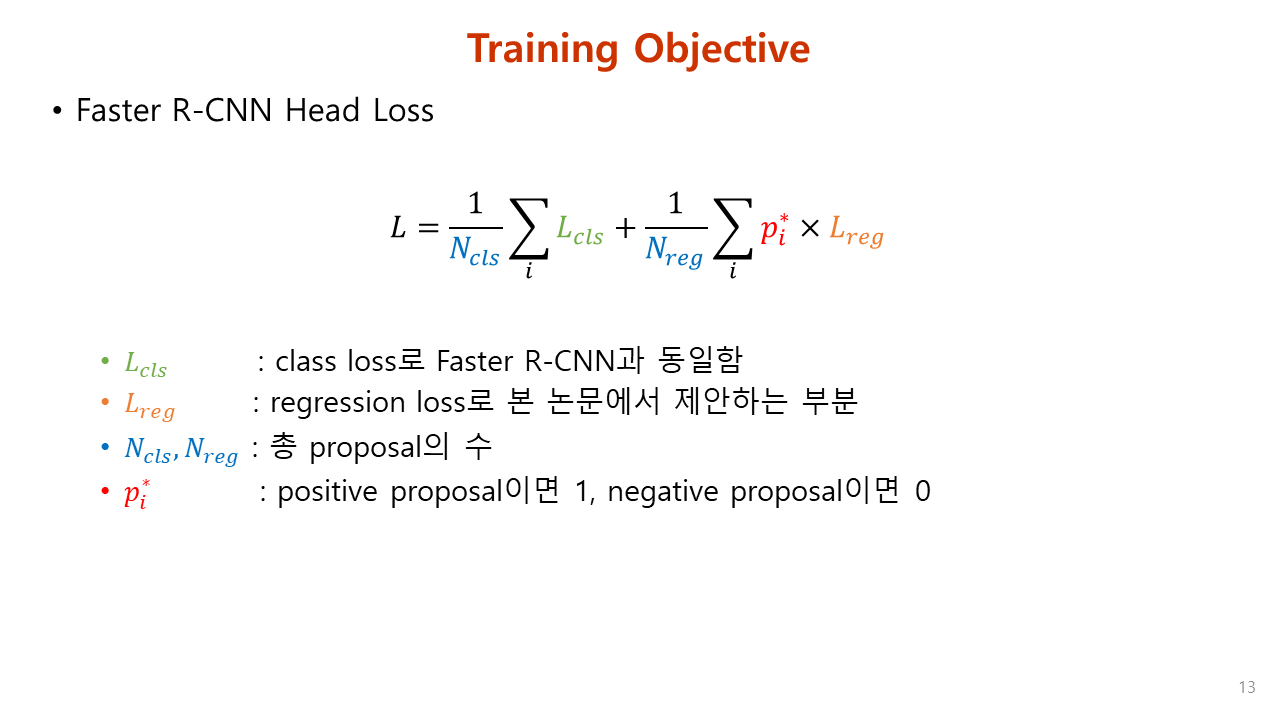 Training Objective
• Faster R-CNN Head Loss
$L = \frac{1}{N_{cls}} \sum_{i} L_{cls} + \frac{1}{N_{reg}} \sum_{i} p_i^* \times L_{reg}$
• $L_{cls}$ : class loss로 Faster R-CNN과 동일함
• $L_{reg}$ : regression loss로 본 논문에서 제안하는 부분
• $N_{cls}, N_{reg}$ : 총 proposal의 수
• $p_i^*$ : positive proposal이면 1, negative proposal이면 0
13